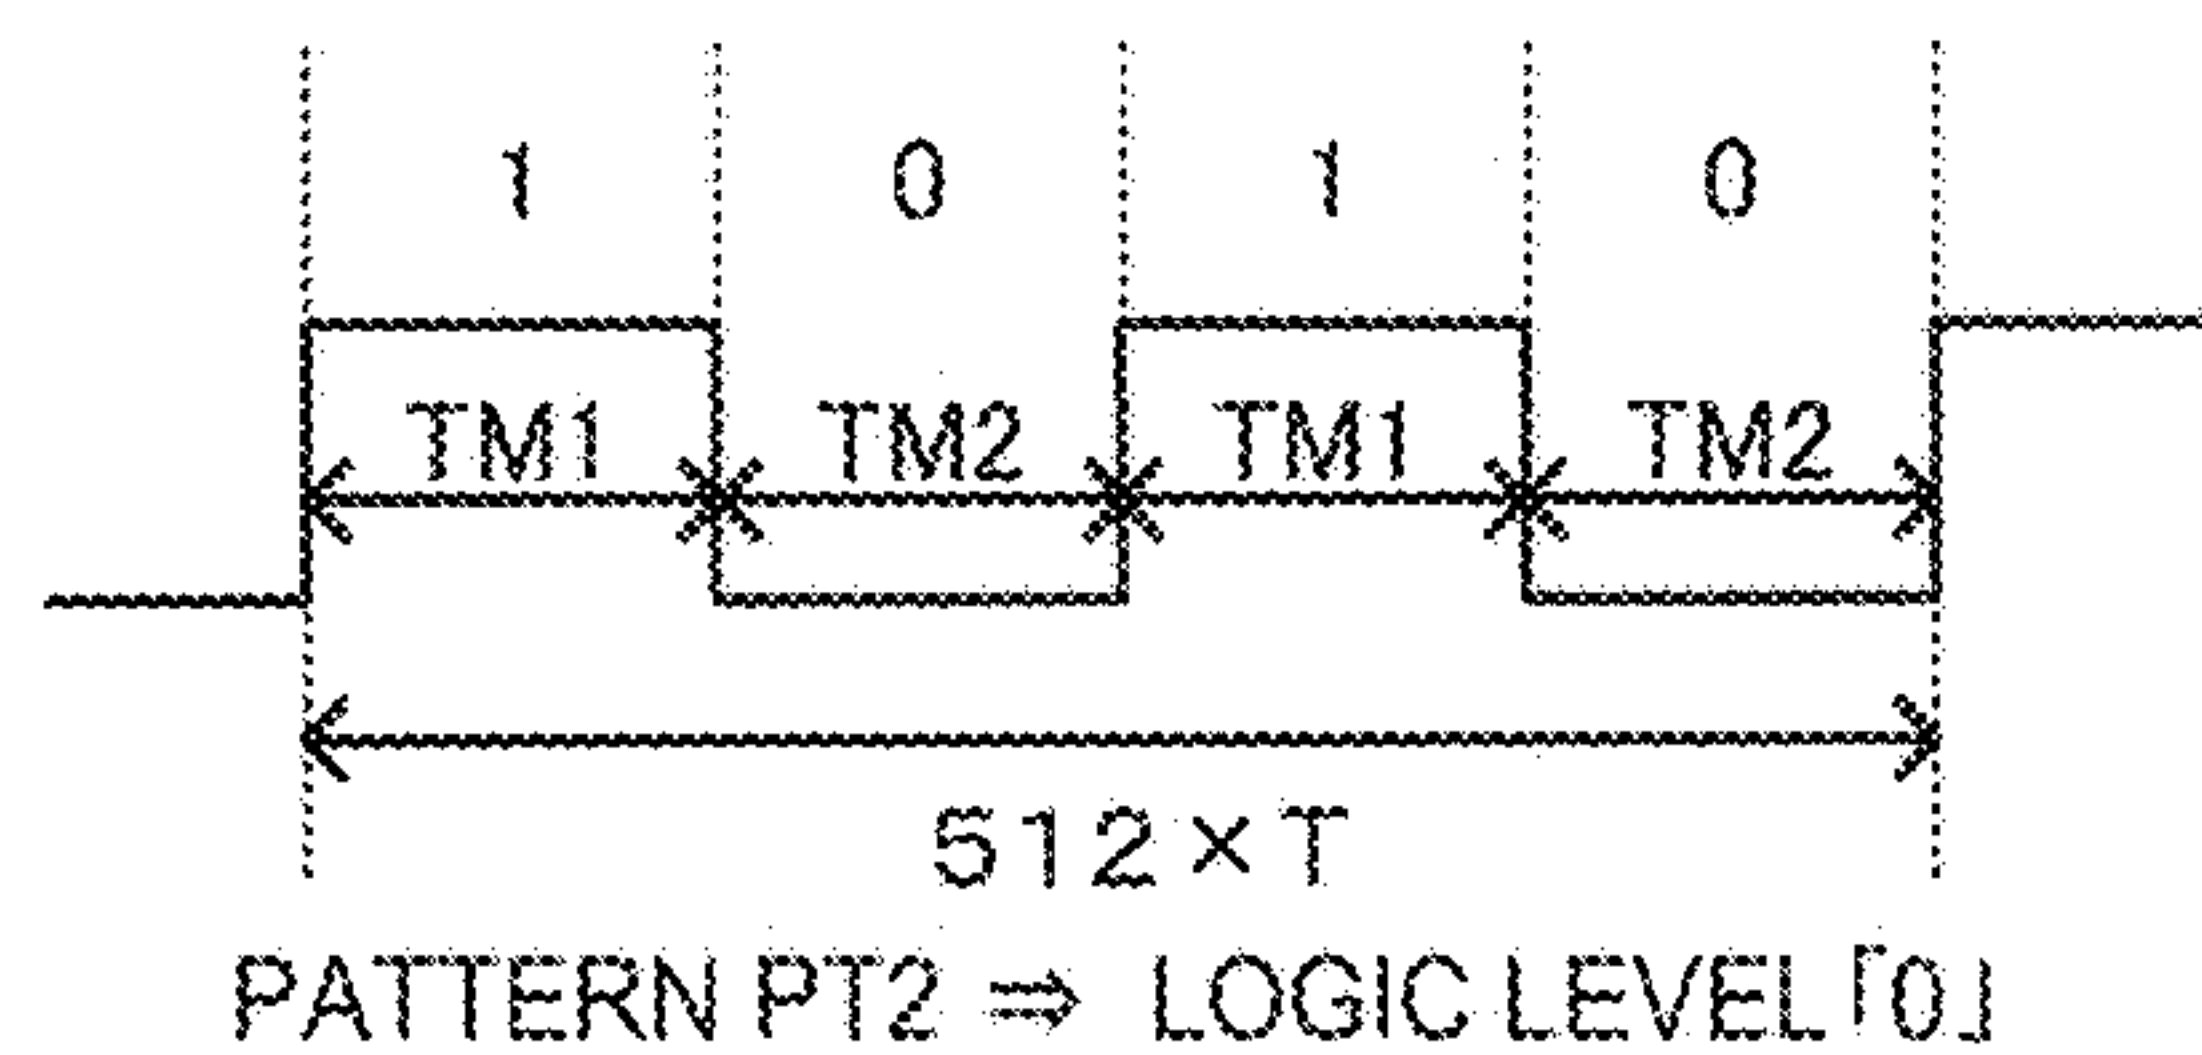 1 0 1 0
TM1 TM2 TM1 TM2
512×T
PATTERN PT2 ⇒ LOGIC LEVEL「0」